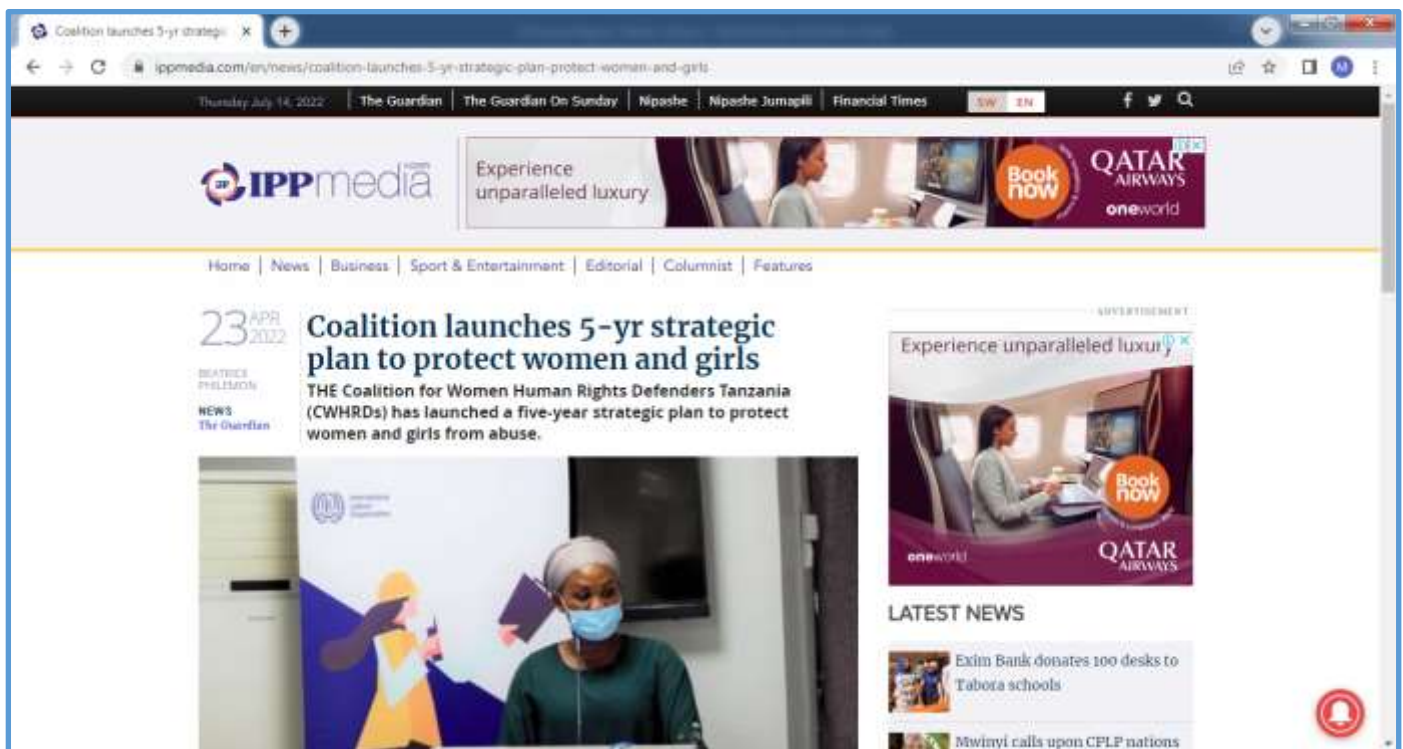 Coalition launches 5-yr strategic
ippmedia.com/en/news/coalition-launches-5-yr-strategic-plan-protect-women-and-girls
Thursday July 14, 2022 | The Guardian | The Guardian On Sunday | Nipashe | Nipashe Jumapili | Financial Times SW EN
IPPmedia
.com
Experience
unparalleled luxury
Book
now
QATAR
AIRWAYS
oneworld
Home | News | Business | Sport & Entertainment | Editorial | Columnist | Features
23 APR
2022
BEATRICE
PHILEMON
NEWS
The Guardian
Coalition launches 5-yr strategic
plan to protect women and girls
THE Coalition for Women Human Rights Defenders Tanzania
(CWHRDs) has launched a five-year strategic plan to protect
women and girls from abuse.
International
Labour
Organization
ADVERTISEMENT
Experience unparalleled luxury
Book
now
oneworld
QATAR
AIRWAYS
LATEST NEWS
Exim Bank donates 100 desks to
Tabora schools
Mwinyi calls upon CPLP nations